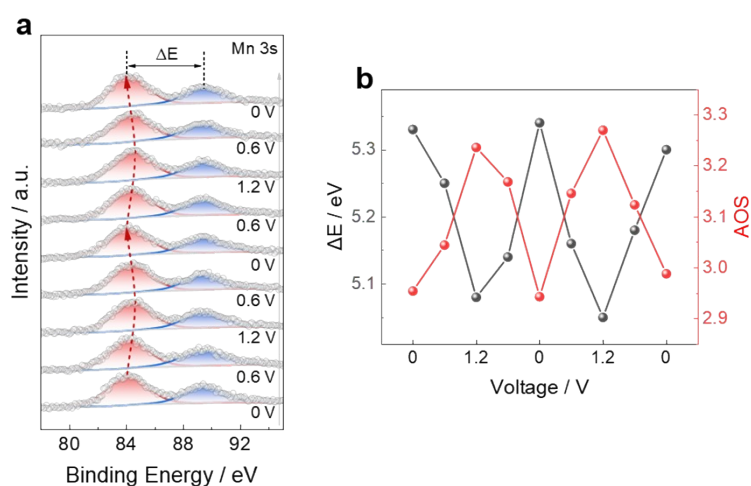 a
Mn 3s
ΔE
0 V
0.6 V
1.2 V
0.6 V
0 V
0.6 V
1.2 V
0.6 V
0 V
Intensity / a.u.
80 84 88 92
Binding Energy / eV
b
5.3
5.2
5.1
ΔE / eV
3.3
3.2
3.1
3.0
2.9
AOS
0 1.2 0 1.2 0
Voltage / V